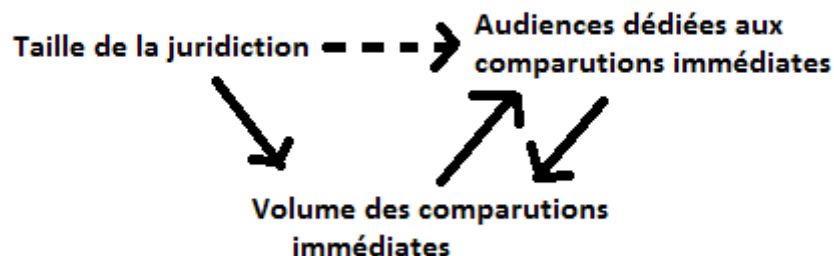 Taille de la juridiction
Audiences dédiées aux
comparutions immédiates
Volume des comparutions
immédiates